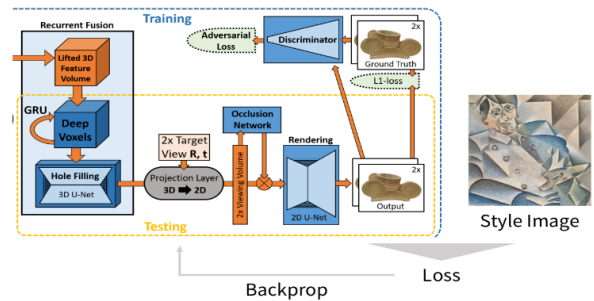 Training
Recurrent Fusion
Lifted 3D
Feature
Volume
GRU
Deep
Voxels
Hole Filling
3D U-Net
2x Target
View R, t
Projection Layer
3D 2D
2x Viewing Volume
Occlusion
Network
Rendering
2D U-Net
Adversarial
Loss
Discriminator
2x
Ground Truth
L1-loss
2x
Output
Testing
Style Image
Loss
Backprop